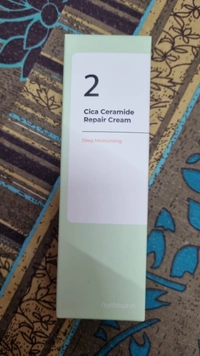 2
Cica Ceramide
Repair Cream
Deep moisturizing